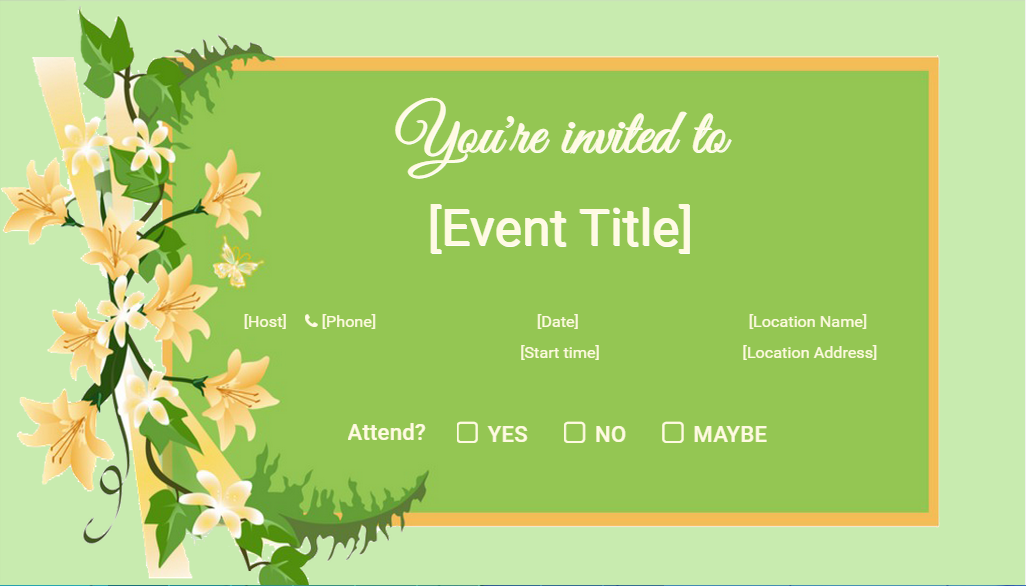 You're invited to
[Event Title]
[Host] [Phone] [Date] [Location Name]
[Start time] [Location Address]
Attend? YES NO MAYBE